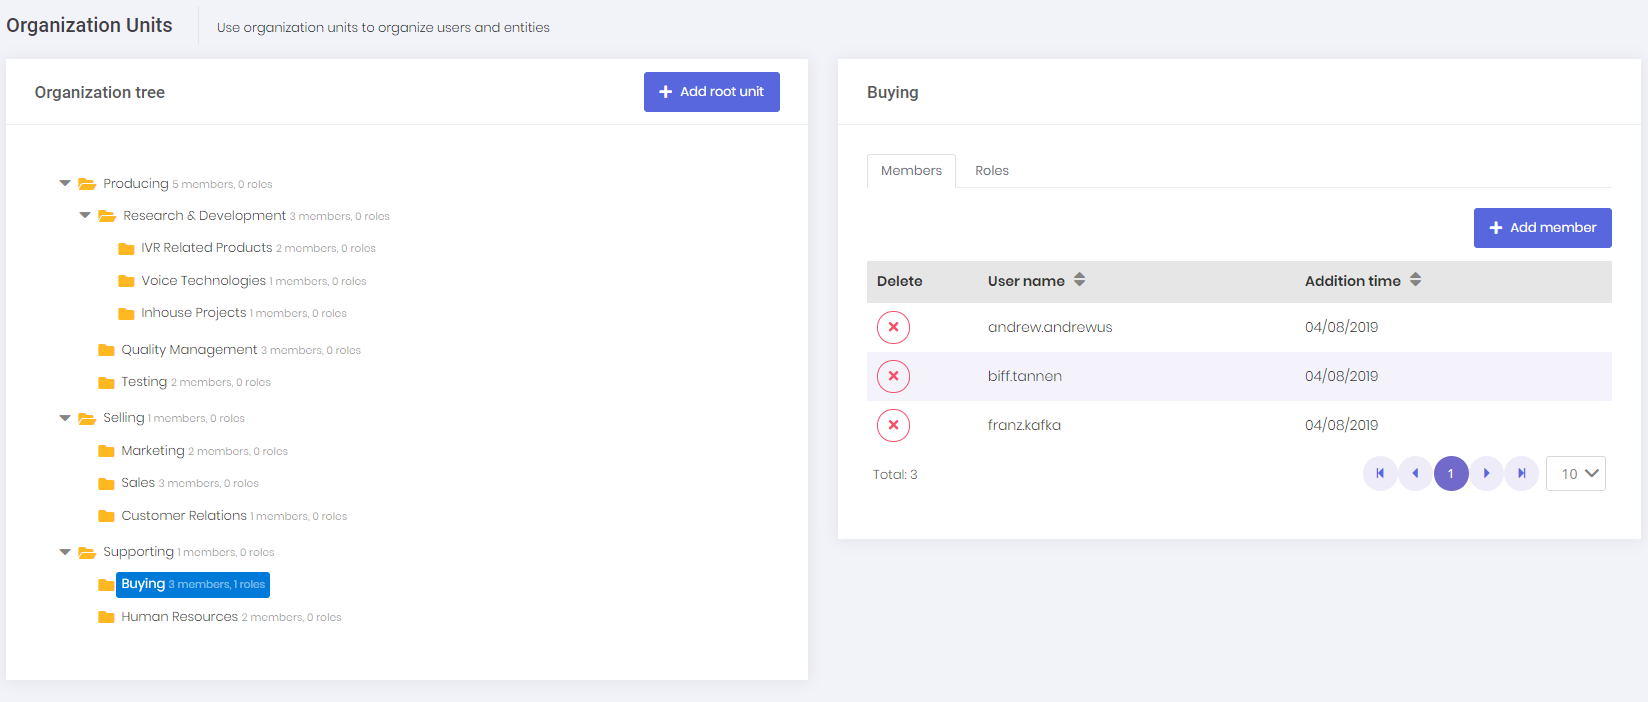 Organization Units
Use organization units to organize users and entities
Organization tree
Add root unit
Producing 5 members, 0 roles
Research & Development 3 members, 0 roles
IVR Related Products 2 members, 0 roles
Voice Technologies 1 members, 0 roles
Inhouse Projects 1 members, 0 roles
Quality Management 3 members, 0 roles
Testing 2 members, 0 roles
Selling 1 members, 0 roles
Marketing 2 members, 0 roles
Sales 3 members, 0 roles
Customer Relations 1 members, 0 roles
Supporting 1 members, 0 roles
Buying 3 members, 1 roles
Human Resources 2 members, 0 roles
Buying
Members Roles
Add member
Delete User name Addition time
andrew.andrewus 04/08/2019
biff.tannen 04/08/2019
franz.kafka 04/08/2019
Total: 3 1 10